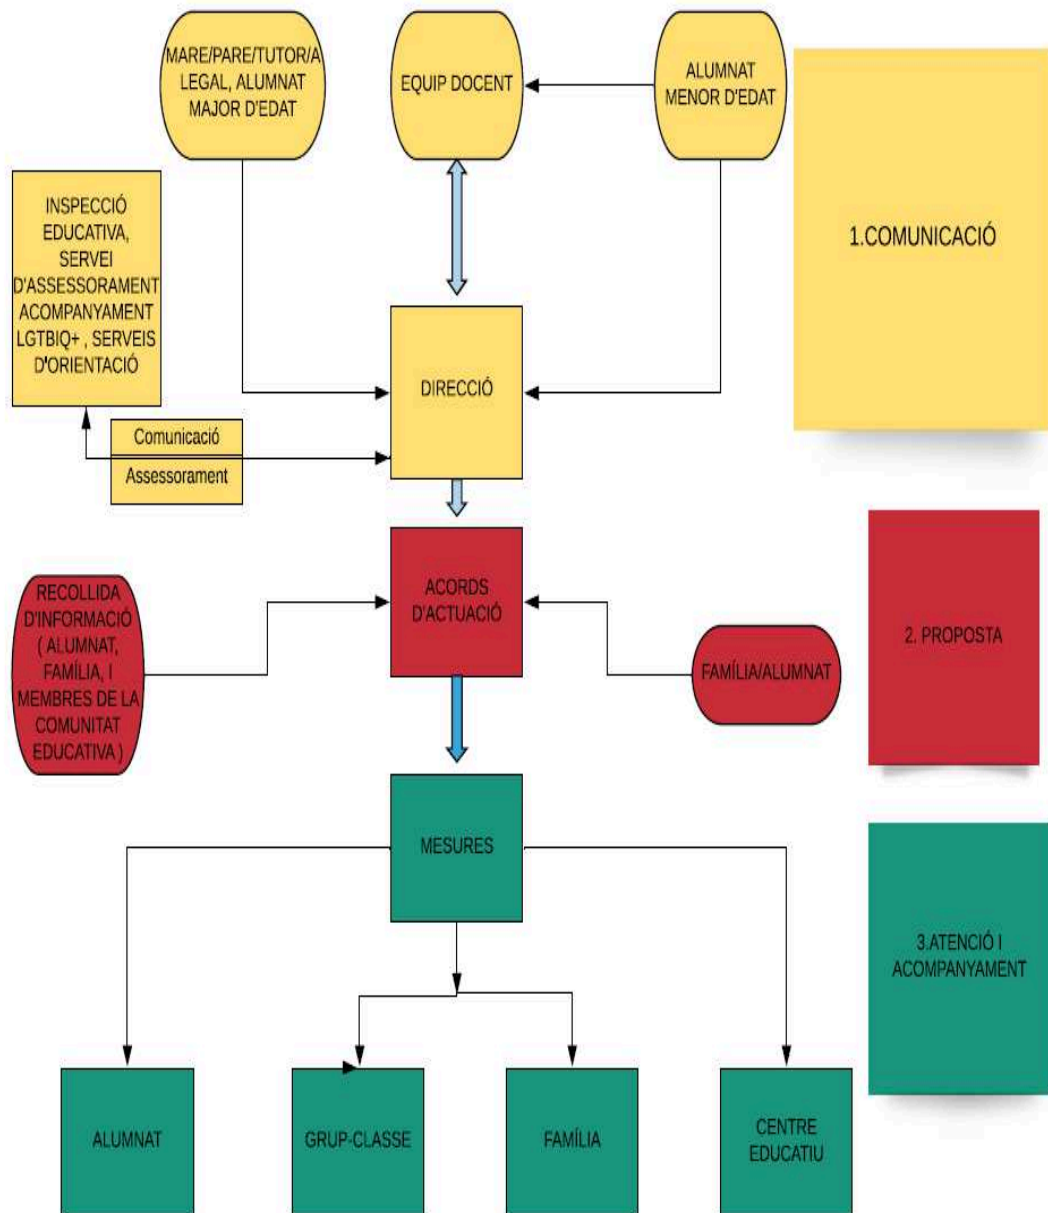 MARE/PARE/TUTOR/A
LEGAL, ALUMNAT
MAJOR D'EDAT
EQUIP DOCENT
ALUMNAT
MENOR D'EDAT
1.COMUNICACIÓ
INSPECCIÓ
EDUCATIVA,
SERVEI
D'ASSESSORAMENT
ACOMPANYAMENT
LGTBIQ+ , SERVEIS
D'ORIENTACIÓ
DIRECCIÓ
Comunicació
Assessorament
RECOLLIDA
D'INFORMACIÓ
( ALUMNAT,
FAMÍLIA, I
MEMBRES DE LA
COMUNITAT
EDUCATIVA )
ACORDS
D'ACTUACIÓ
FAMÍLIA/ALUMNAT
2. PROPOSTA
MESURES
3.ATENCIÓ I
ACOMPANYAMENT
ALUMNAT
GRUP-CLASSE
FAMÍLIA
CENTRE
EDUCATIU